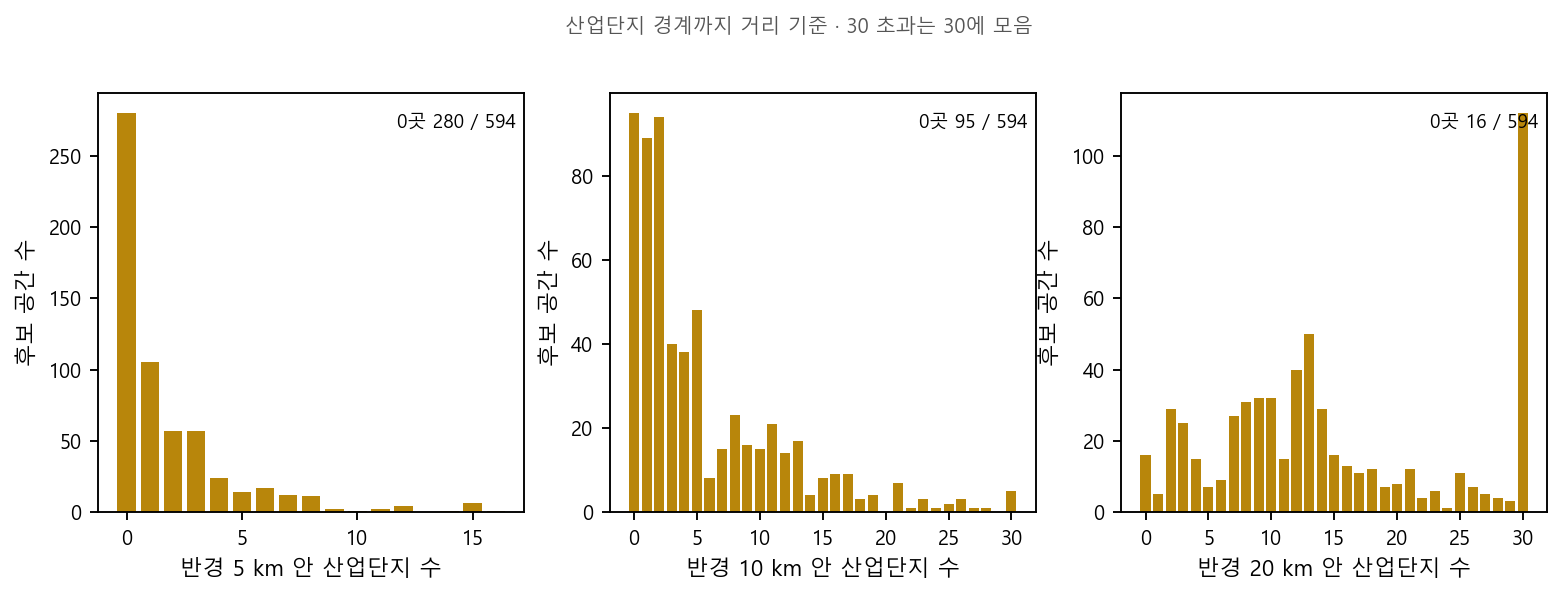 산업단지 경계까지 거리 기준 · 30 초과는 30에 모음
후보 공간 수
0
50
100
150
200
250
0곳 280 / 594
0 5 10 15
반경 5 km 안 산업단지 수
후보 공간 수
0
20
40
60
80
0곳 95 / 594
0 5 10 15 20 25 30
반경 10 km 안 산업단지 수
후보 공간 수
0
20
40
60
80
100
0곳 16 / 594
0 5 10 15 20 25 30
반경 20 km 안 산업단지 수